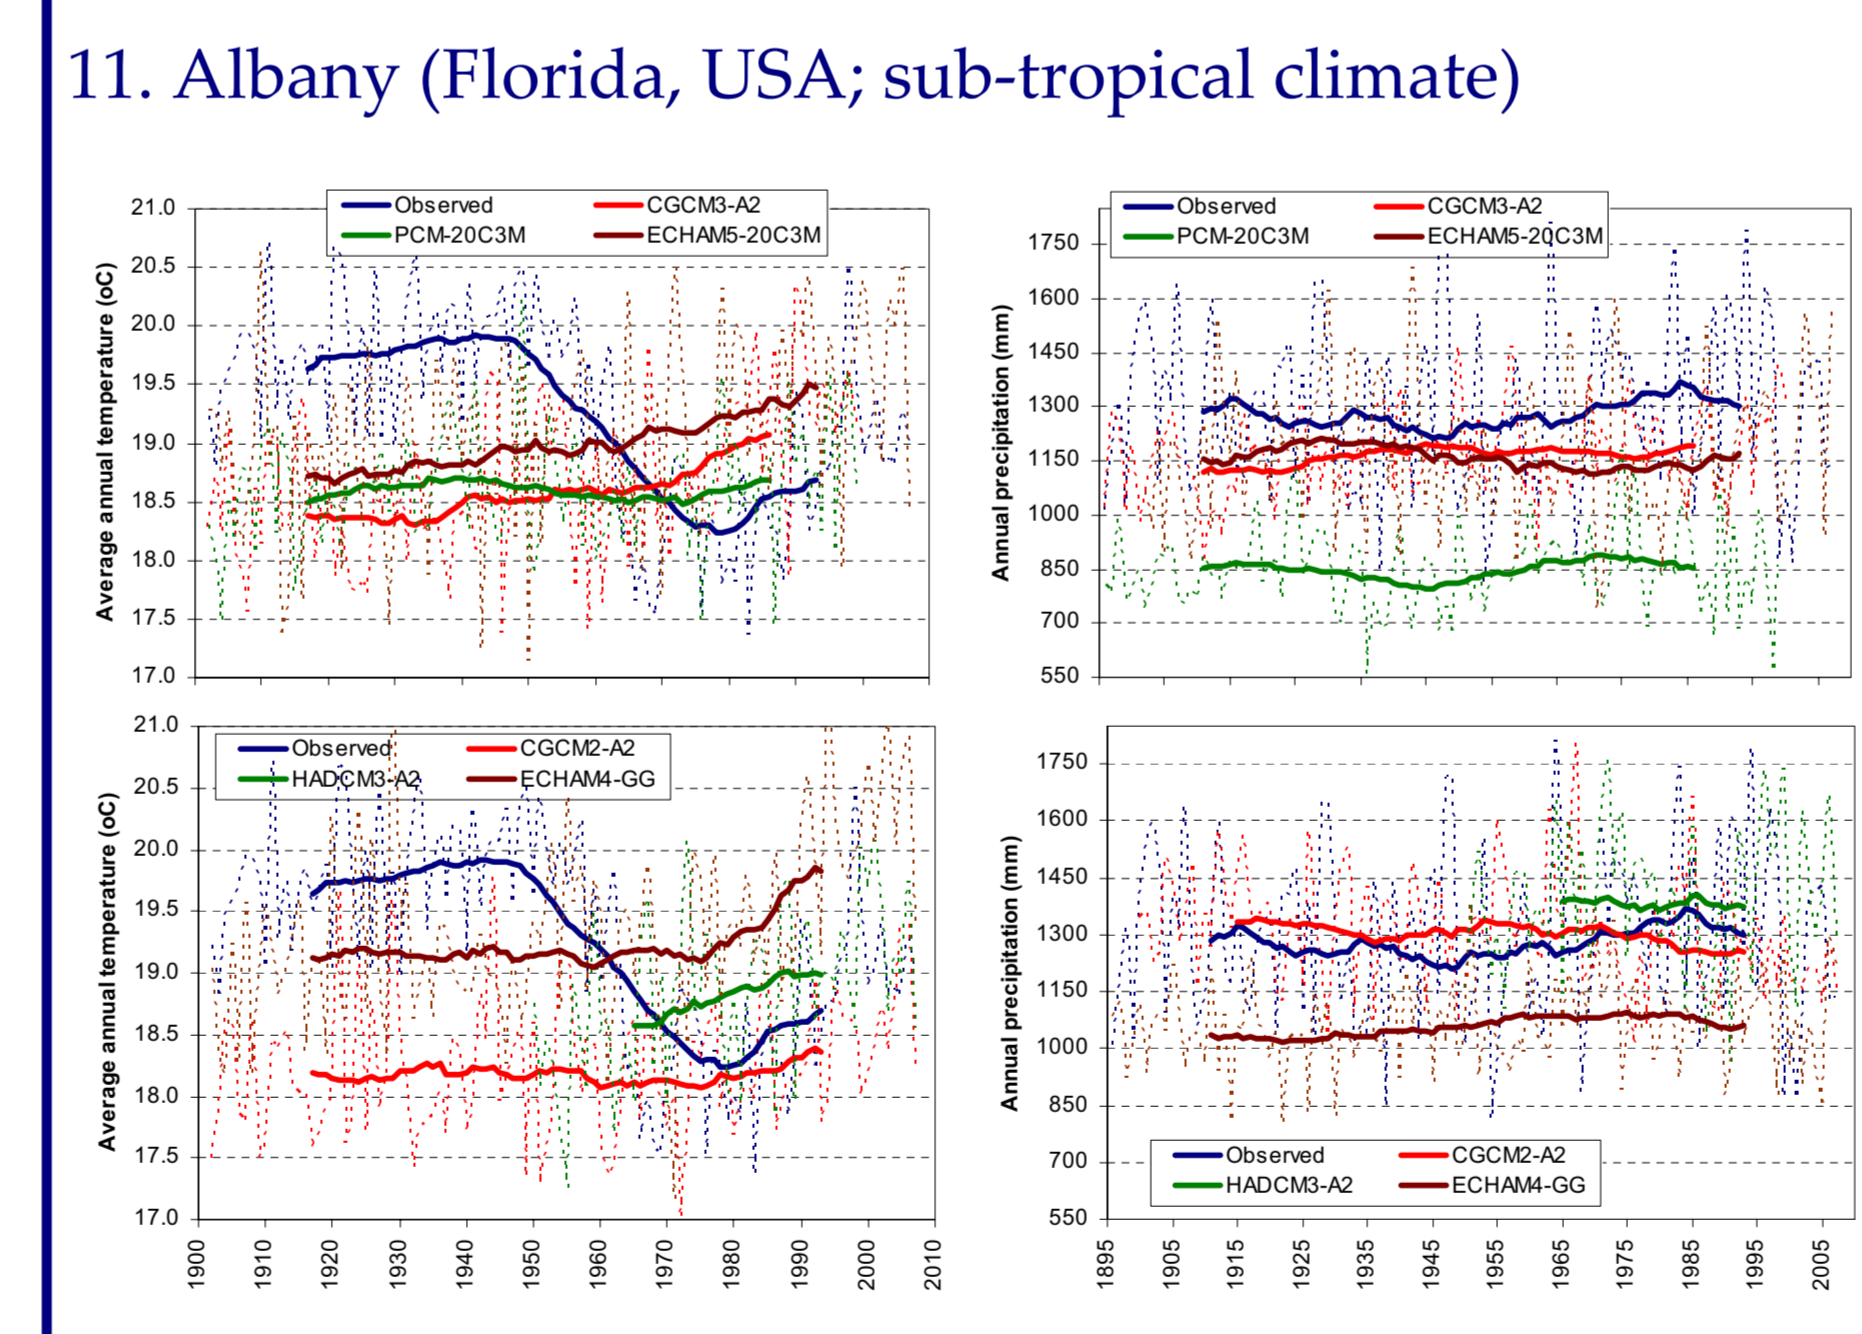 11. Albany (Florida, USA; sub-tropical climate)
Observed
CGCM3-A2
PCM-20C3M
ECHAM5-20C3M
Average annual temperature (oC)
21.0
20.5
20.0
19.5
19.0
18.5
18.0
17.5
17.0
Observed
CGCM3-A2
PCM-20C3M
ECHAM5-20C3M
Annual precipitation (mm)
1750
1600
1450
1300
1150
1000
850
700
550
Observed
CGCM2-A2
HADCM3-A2
ECHAM4-GG
Average annual temperature (oC)
21.0
20.5
20.0
19.5
19.0
18.5
18.0
17.5
17.0
1900
1910
1920
1930
1940
1950
1960
1970
1980
1990
2000
2010
Annual precipitation (mm)
1750
1600
1450
1300
1150
1000
850
700
550
Observed
CGCM2-A2
HADCM3-A2
ECHAM4-GG
1895
1905
1915
1925
1935
1945
1955
1965
1975
1985
1995
2005